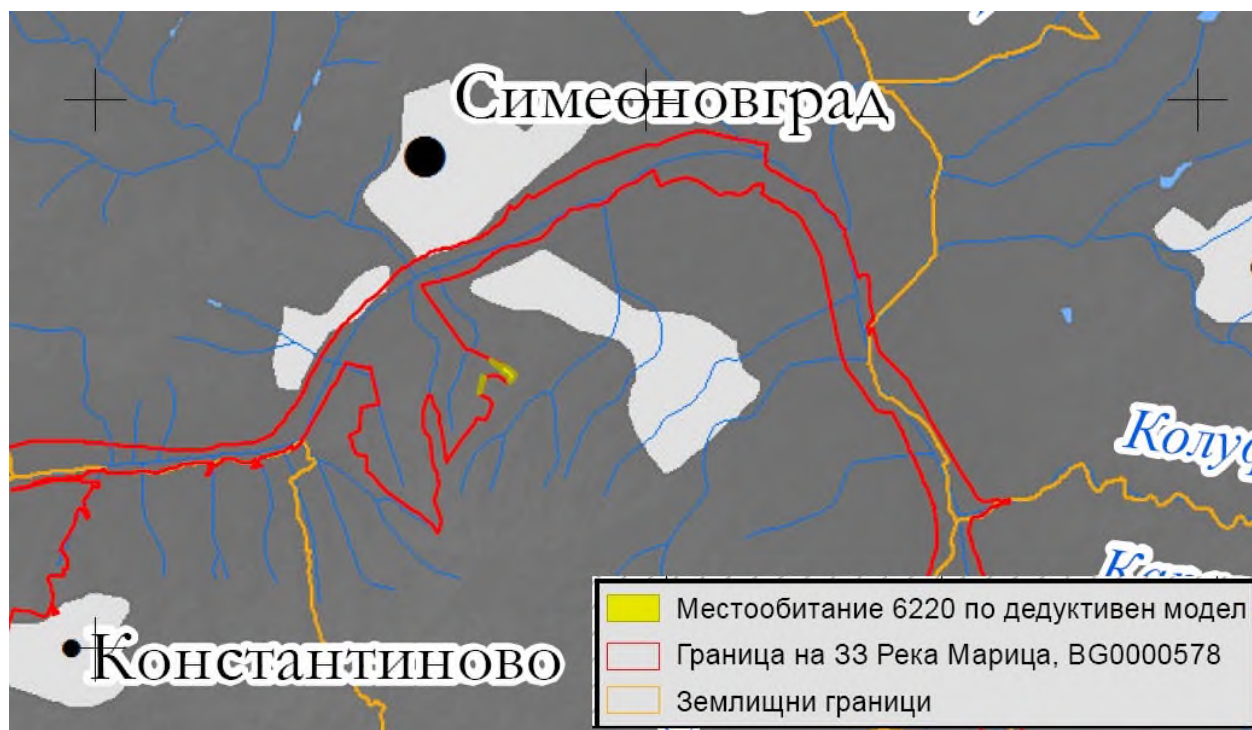 Симеоновград
Константиново
Местообитание 6220 по дедуктивен модел
Граница на ЗЗ Река Марица, BG0000578
Землищни граници